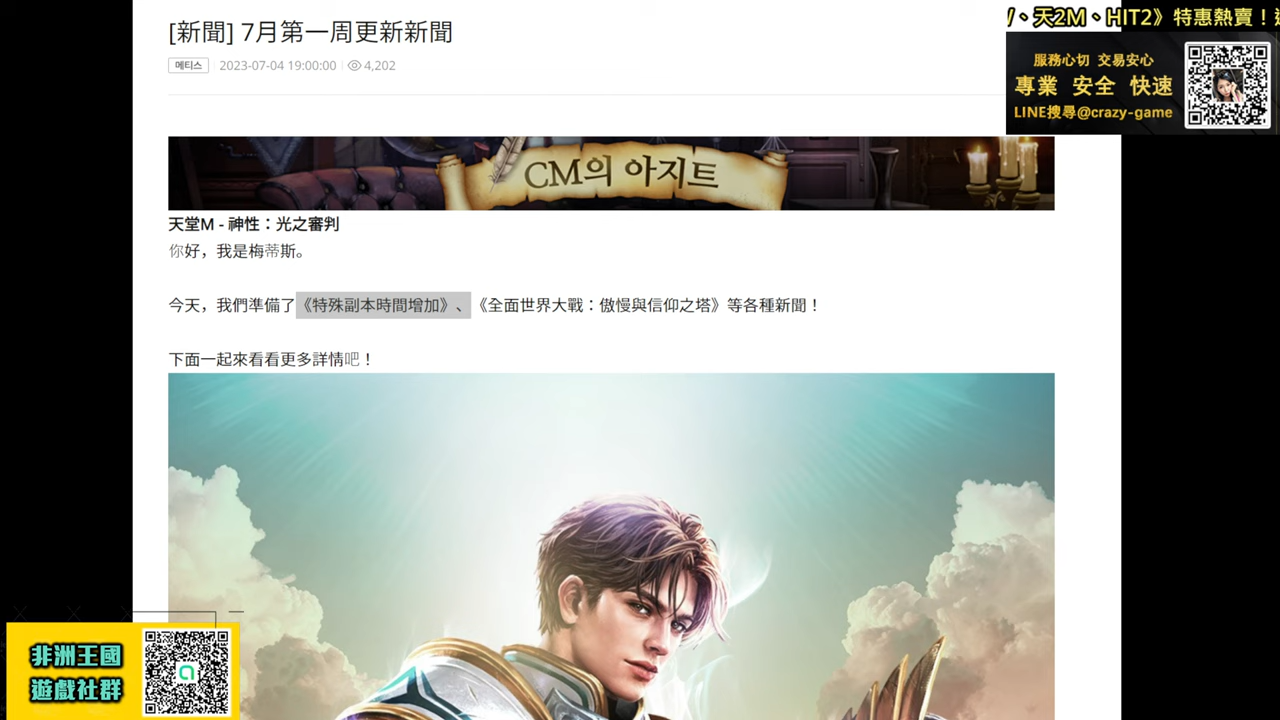 [新聞] 7月第一周更新新聞
메티스 2023-07-04 19:00:00 4,202
、天2M、HIT2》特惠熱賣！
服務心切 交易安心
專業 安全 快速
LINE搜尋@crazy-game
CM의 아지트
天堂M - 神性：光之審判
你好，我是梅蒂斯。
今天，我們準備了《特殊副本時間增加》、《全面世界大戰：傲慢與信仰之塔》等各種新聞！
下面一起來看看更多詳情吧！
非洲王國
遊戲社群